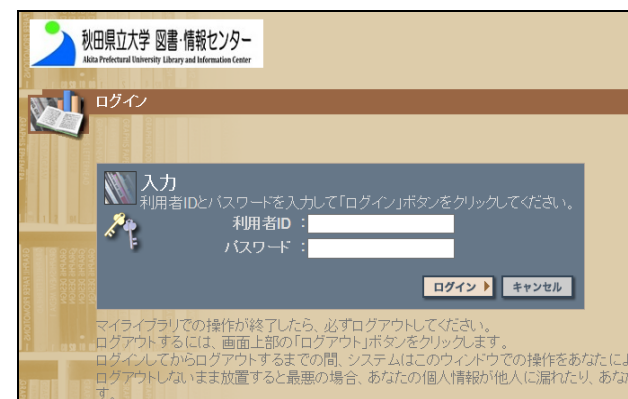 秋田県立大学 図書・情報センター
Akita Prefectural University Library and Information Center
ログイン
入力
利用者IDとパスワードを入力して「ログイン」ボタンをクリックしてください。
利用者ID :
パスワード :
ログイン
キャンセル
マイライブラリでの操作が終了したら、必ずログアウトしてください。
ログアウトするには、画面上部の「ログアウト」ボタンをクリックします。
ログインしてからログアウトするまでの間、システムはこのウィンドウでの操作をあなたによ
ログアウトしないまま放置すると最悪の場合、あなたの個人情報が他人に漏れたり、あな
す。